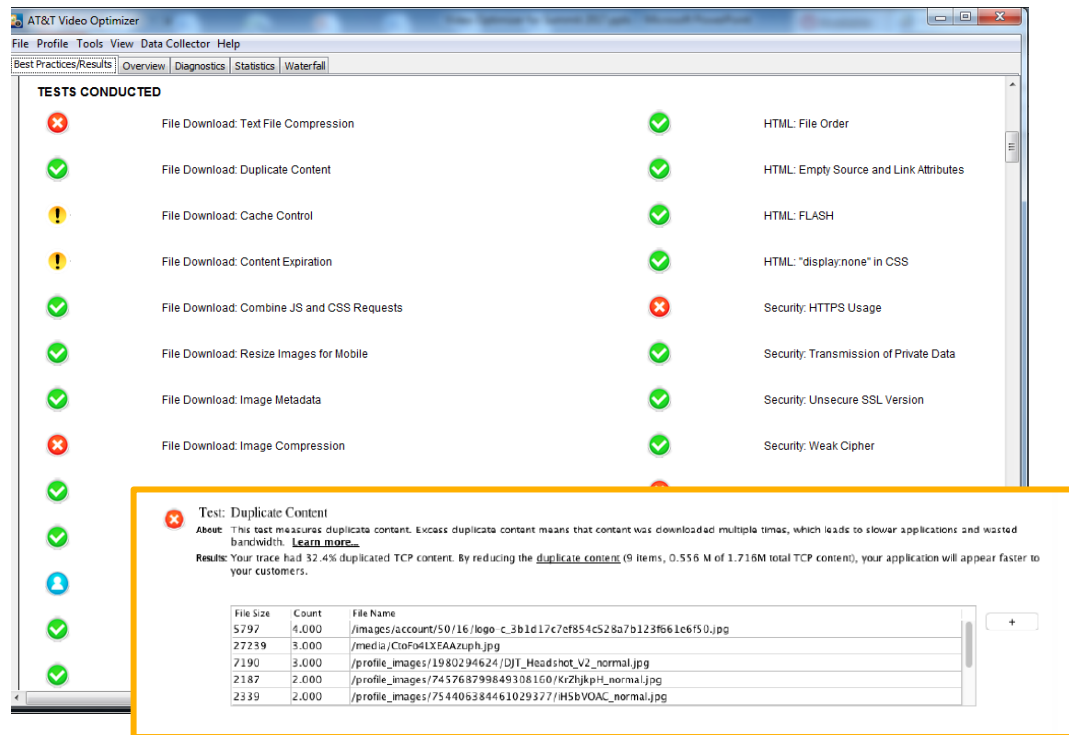 AT&T Video Optimizer
File Profile Tools View Data Collector Help
Best Practices/Results Overview Diagnostics Statistics Waterfall
TESTS CONDUCTED
File Download: Text File Compression HTML: File Order
File Download: Duplicate Content HTML: Empty Source and Link Attributes
File Download: Cache Control HTML: FLASH
File Download: Content Expiration HTML: "display:none" in CSS
File Download: Combine JS and CSS Requests Security: HTTPS Usage
File Download: Resize Images for Mobile Security: Transmission of Private Data
File Download: Image Metadata Security: Unsecure SSL Version
File Download: Image Compression Security: Weak Cipher
Test: Duplicate Content
About: This test measures duplicate content. Excess duplicate content means that content was downloaded multiple times, which leads to slower applications and wasted
bandwidth. Learn more...
Results: Your trace had 32.4% duplicated TCP content. By reducing the duplicate content (9 items, 0.556 M of 1.716M total TCP content), your application will appear faster to
your customers.
File Size Count File Name
5797 4.000 /images/account/50/16/logo-c_3b1d17c7ef854c528a7b123f661e6f50.jpg
27239 3.000 /media/CtoFo4LXEAAzuph.jpg
7190 3.000 /profile_images/1980294624/DJT_Headshot_V2_normal.jpg
2187 2.000 /profile_images/745768799849308160/KrZhjkpH_normal.jpg
2339 2.000 /profile_images/754406384461029377/iH5bVOAC_normal.jpg
+